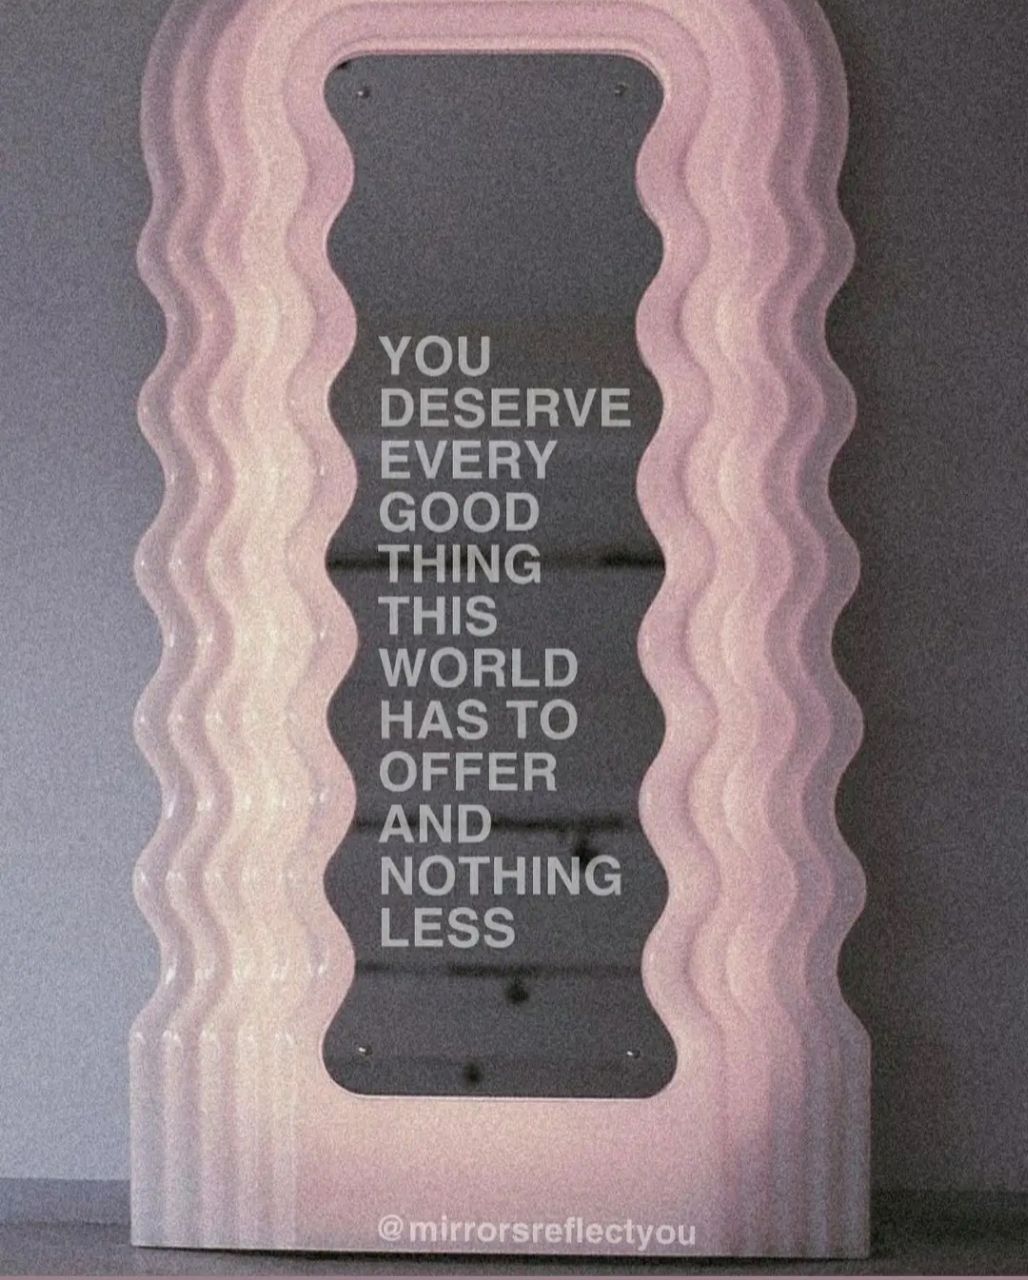 YOU
DESERVE
EVERY
GOOD
THING
THIS
WORLD
HAS TO
OFFER
AND
NOTHING
LESS
@mirrorsreflectyou